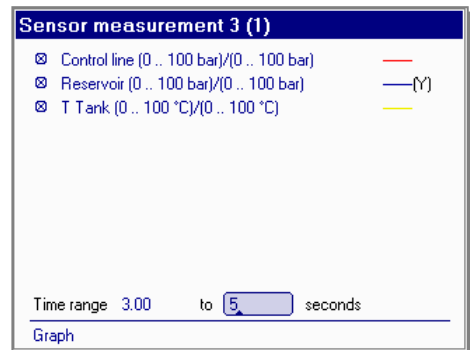 Sensor measurement 3 (1)
Control line (0 .. 100 bar)/(0 .. 100 bar)
Reservoir (0 .. 100 bar)/(0 .. 100 bar) (Y)
T Tank (0 .. 100 °C)/(0 .. 100 °C)
Time range 3.00 to 5 seconds
Graph